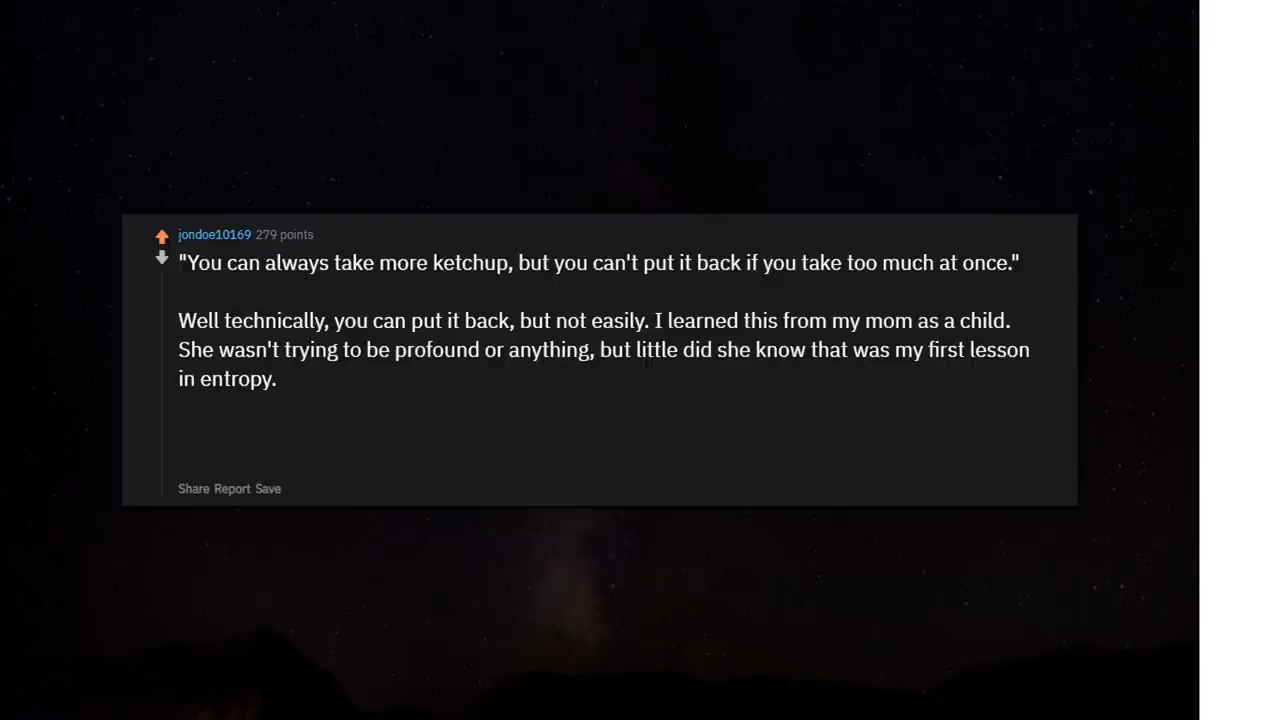 jondoe10169 279 points
"You can always take more ketchup, but you can't put it back if you take too much at once."
Well technically, you can put it back, but not easily. I learned this from my mom as a child.
She wasn't trying to be profound or anything, but little did she know that was my first lesson
in entropy.
Share Report Save